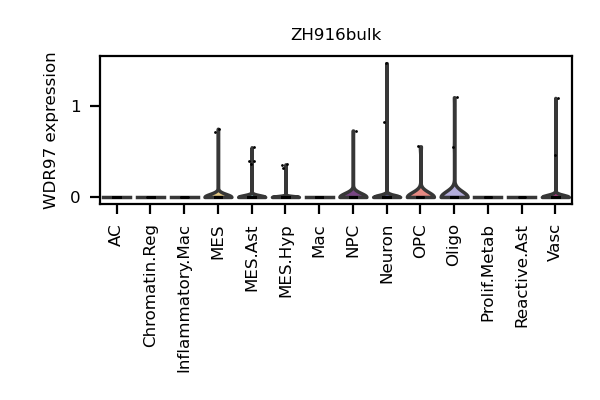 ZH916bulk
WDR97 expression
1
0
AC
Chromatin.Reg
Inflammatory.Mac
MES
MES.Ast
MES.Hyp
Mac
NPC
Neuron
OPC
Oligo
Prolif.Metab
Reactive.Ast
Vasc